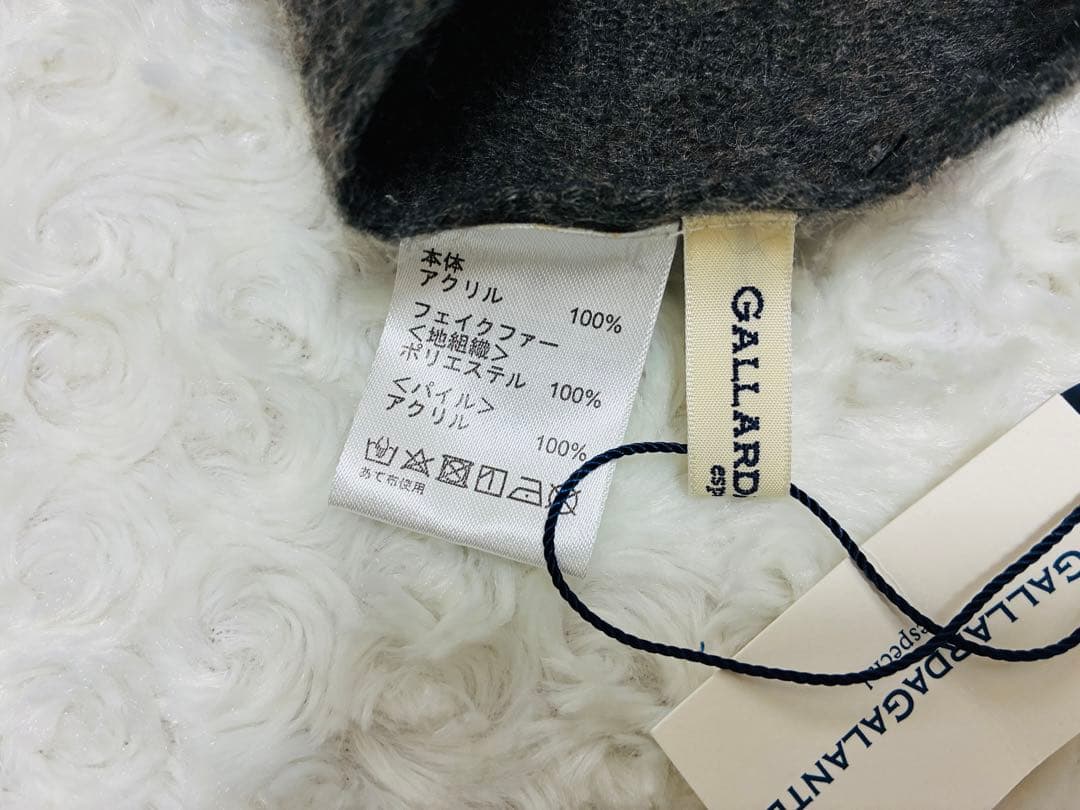 本体
アクリル 100%
フェイクファー
<地組織>
ポリエステル 100%
<パイル>
アクリル 100%
あて布使用
GALLARD
esp
GALLARDAGALANTE
especial